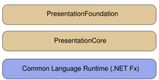 PresentationFoundation
PresentationCore
Common Language Runtime (.NET Fx)